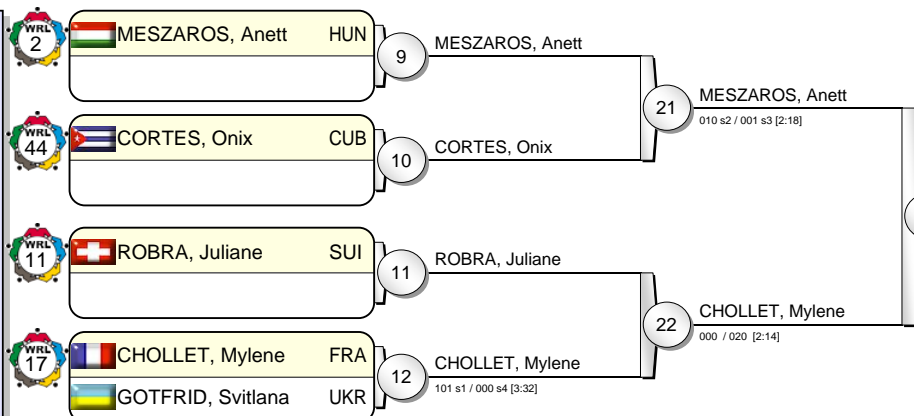 WRL 2 MESZAROS, Anett HUN
9 MESZAROS, Anett
21 MESZAROS, Anett
010 s2 / 001 s3 [2:18]
WRL 44 CORTES, Onix CUB
10 CORTES, Onix
WRL 11 ROBRA, Juliane SUI
11 ROBRA, Juliane
22 CHOLLET, Mylene
000 / 020 [2:14]
WRL 17 CHOLLET, Mylene FRA
GOTFRID, Svitlana UKR
12 CHOLLET, Mylene
101 s1 / 000 s4 [3:32]